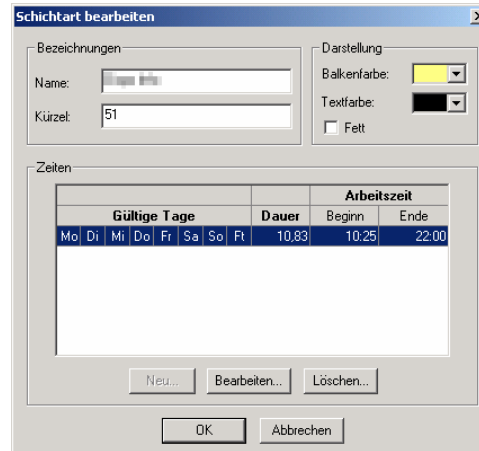 Schichtart bearbeiten
Bezeichnungen
Name:
Kürzel: 51
Darstellung
Balkenfarbe:
Textfarbe:
Fett
Zeiten
Arbeitszeit
Gültige Tage Dauer Beginn Ende
Mo Di Mi Do Fr Sa So Ft 10,83 10:25 22:00
Neu... Bearbeiten... Löschen...
OK Abbrechen